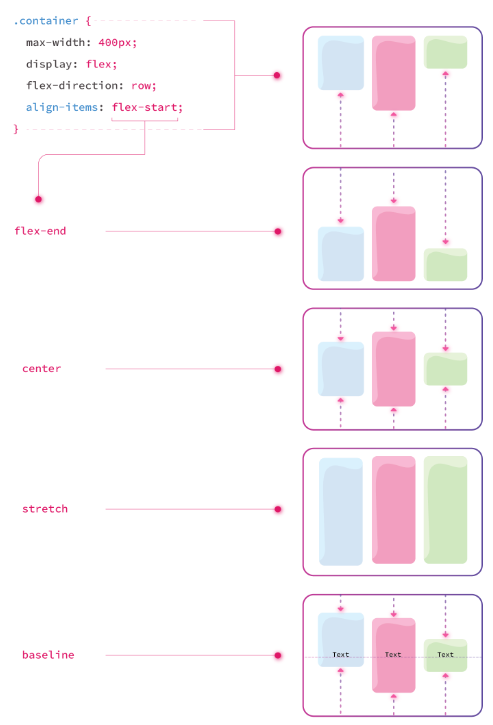 .container {
max-width: 400px;
display: flex;
flex-direction: row;
align-items: flex-start;
}
flex-end
center
stretch
baseline
Text Text Text